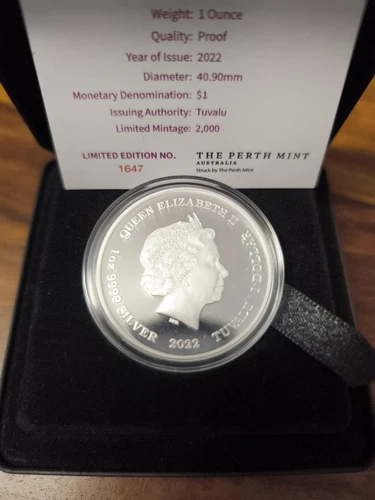 Weight: 1 Ounce
Quality: Proof
Year of Issue: 2022
Diameter: 40.90mm
Monetary Denomination: $1
Issuing Authority: Tuvalu
Limited Mintage: 2,000
LIMITED EDITION NO.
1647
THE PERTH MINT
AUSTRALIA
Struck by The Perth Mint
QUEEN ELIZABETH II
1 DOLLAR
TUVALU
2022
1 OZ 9999 SILVER